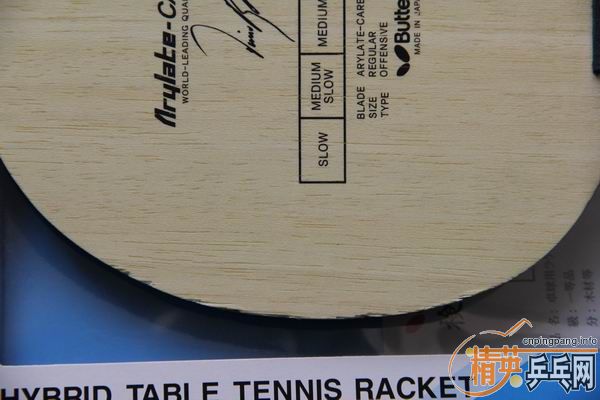 Arylate-CA
WORLD-LEADING QUA
MEDIUM
MEDIUM
SLOW
SLOW
BLADE ARYLATE-CARB
SIZE REGULAR
TYPE OFFENSIVE
Butte
MADE IN JAPA
HYBRID TABLE TENNIS RACKET
cnpingpang.info
精英乒乓网